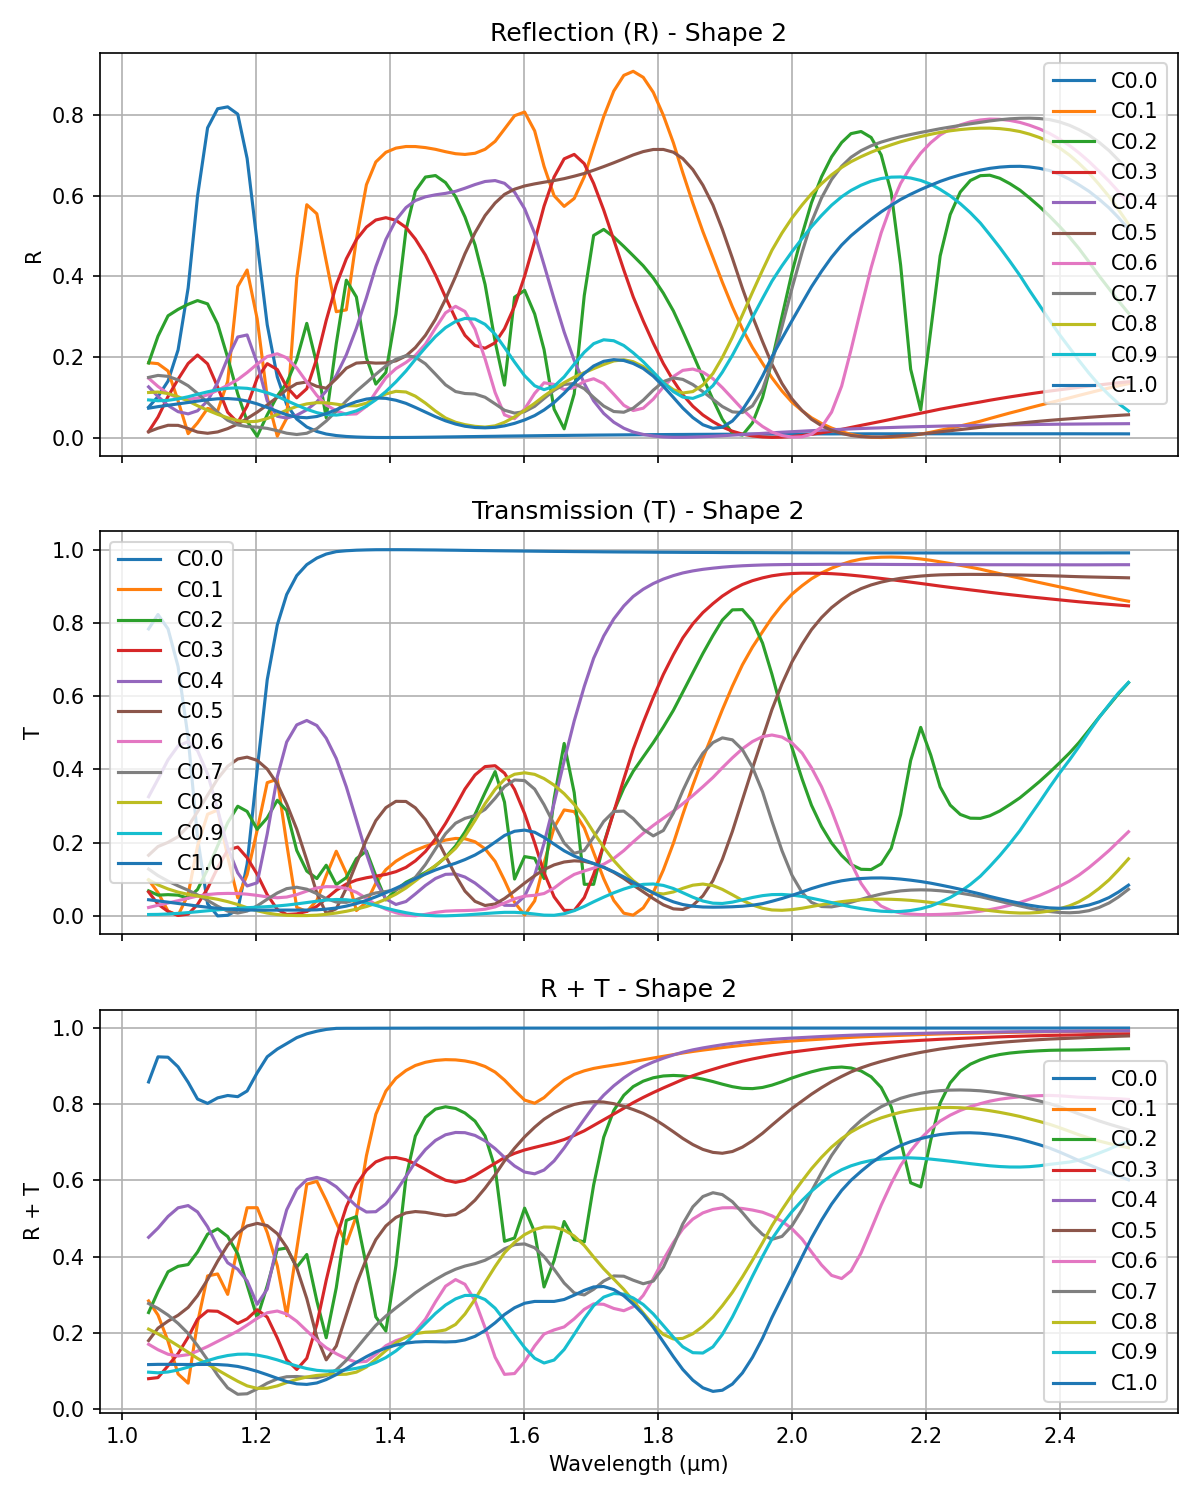 Reflection (R) - Shape 2
0.8
0.6
0.4
0.2
0.0
R
C0.0
C0.1
C0.2
C0.3
C0.4
C0.5
C0.6
C0.7
C0.8
C0.9
C1.0
Transmission (T) - Shape 2
1.0
0.8
0.6
0.4
0.2
0.0
T
C0.0
C0.1
C0.2
C0.3
C0.4
C0.5
C0.6
C0.7
C0.8
C0.9
C1.0
R + T - Shape 2
1.0
0.8
0.6
0.4
0.2
0.0
R + T
C0.0
C0.1
C0.2
C0.3
C0.4
C0.5
C0.6
C0.7
C0.8
C0.9
C1.0
1.0 1.2 1.4 1.6 1.8 2.0 2.2 2.4
Wavelength (μm)